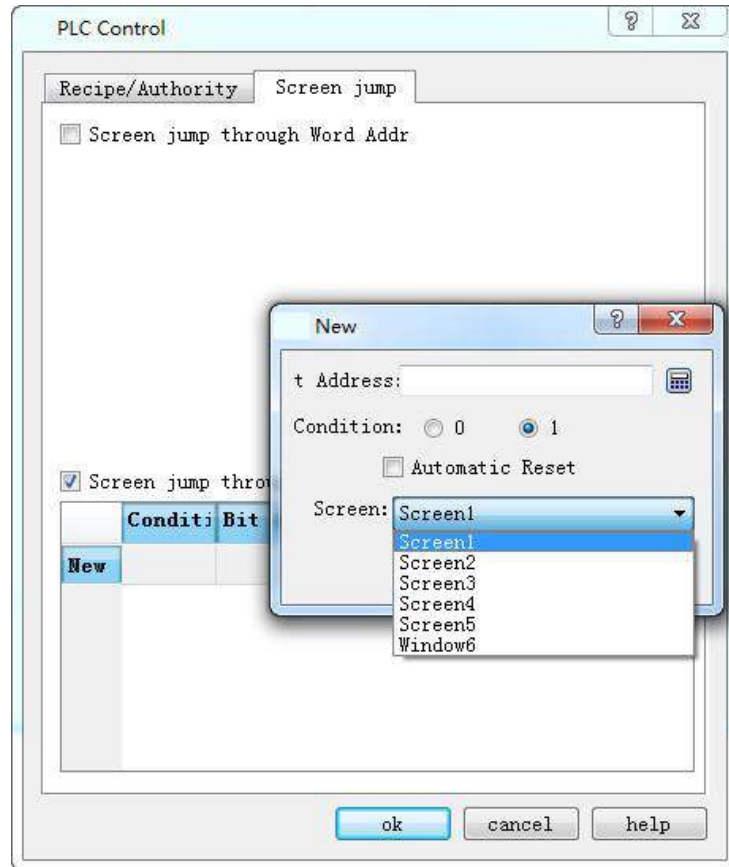 PLC Control
Recipe/Authority Screen jump
Screen jump through Word Addr
New
t Address:
Condition: 0 1
Automatic Reset
Screen jump throu
Screen: Screen1
Conditi Bit
Screen1
New
Screen2
Screen3
Screen4
Screen5
Window6
ok cancel help